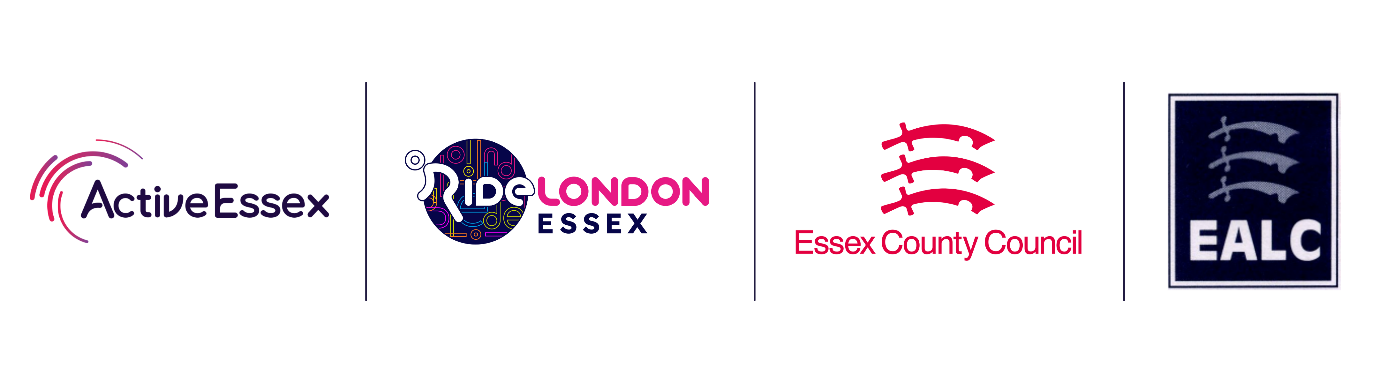 ActiveEssex
RideLONDON
ESSEX
Essex County Council
EALC